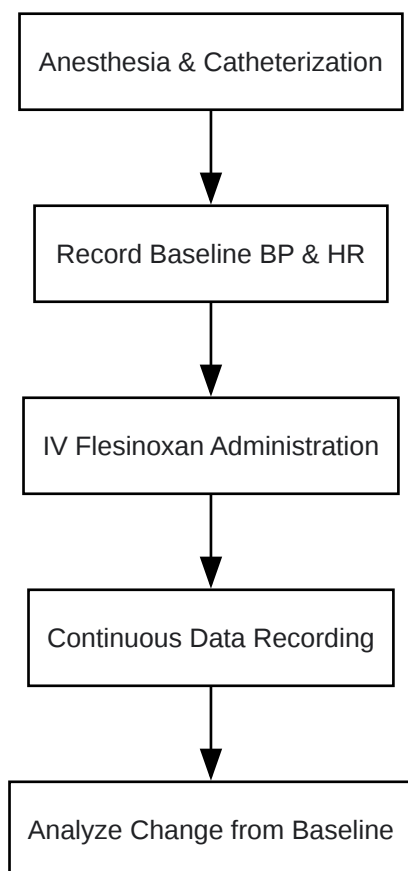 Anesthesia & Catheterization
Record Baseline BP & HR
IV Flesinoxan Administration
Continuous Data Recording
Analyze Change from Baseline